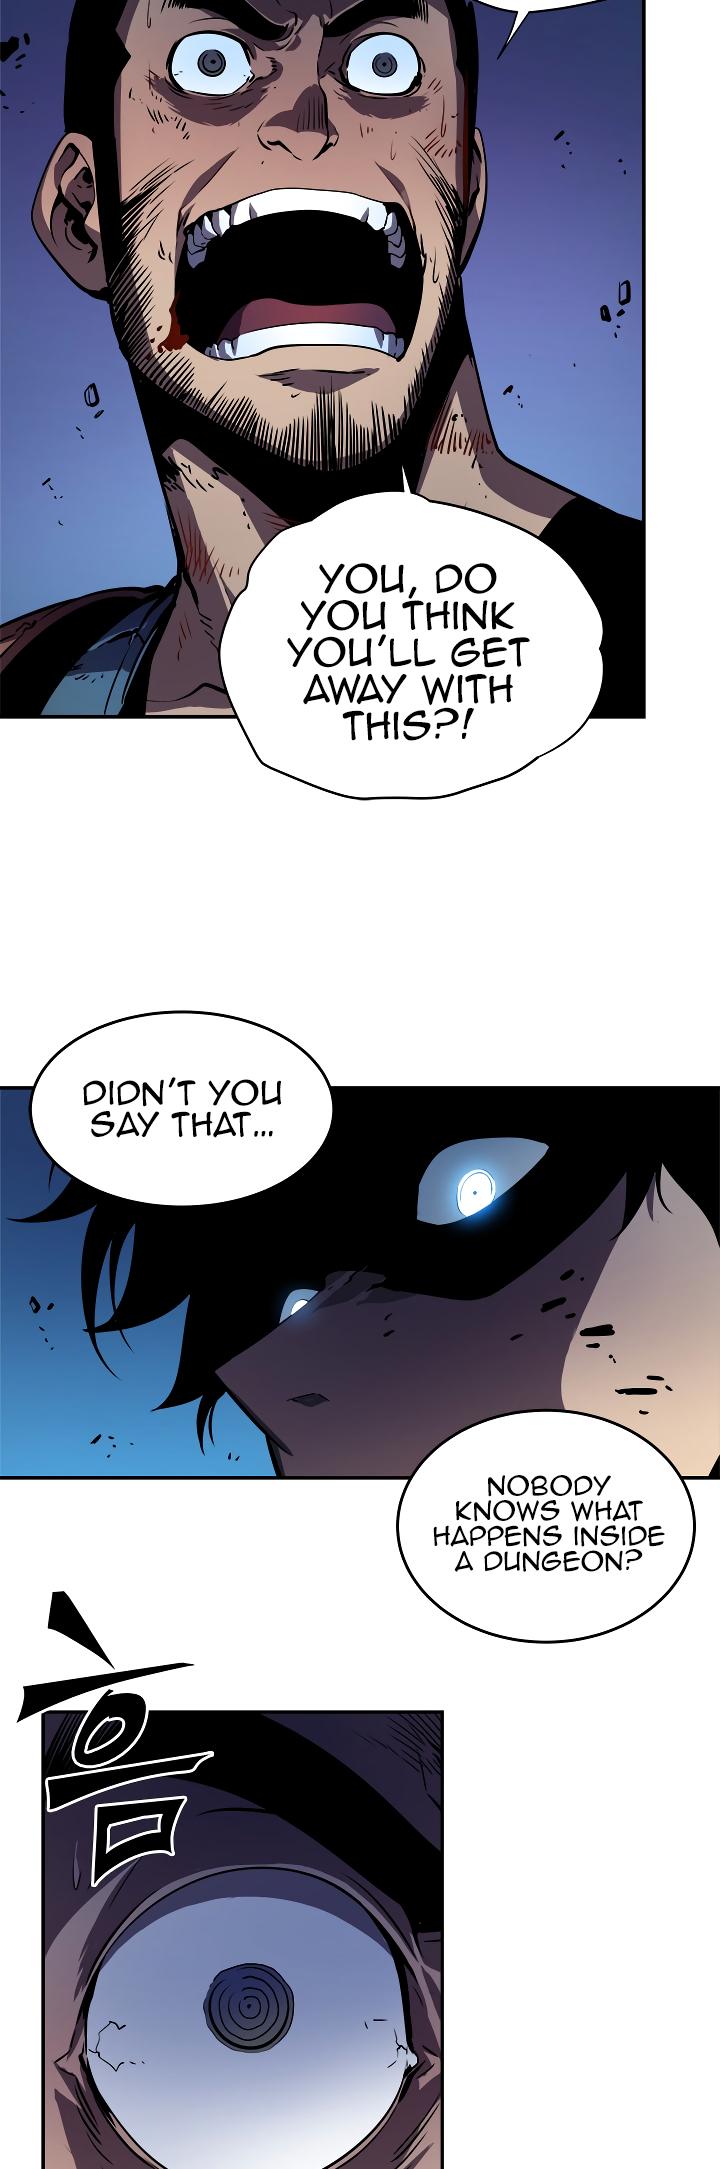 YOU, DO
YOU THINK
YOU'LL GET
AWAY WITH
THIS?!
DIDN'T YOU
SAY THAT...
NOBODY
KNOWS WHAT
HAPPENS INSIDE
A DUNGEON?
흠